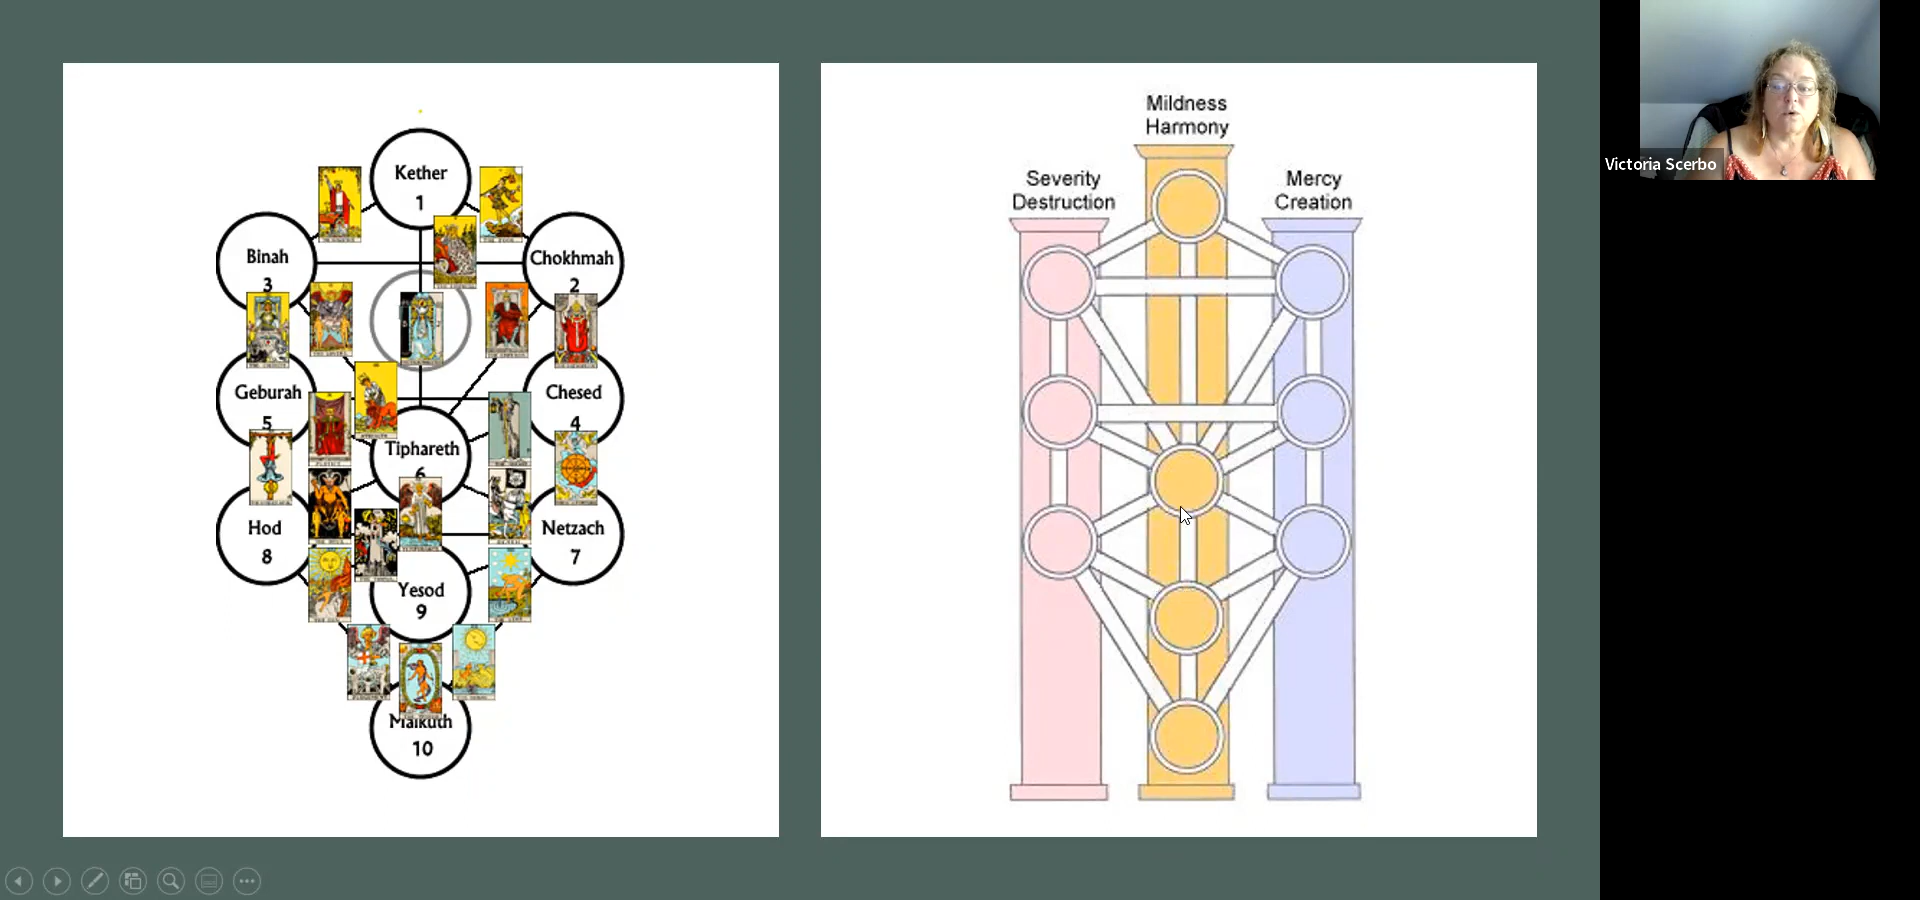 Kether
1
Binah
3
Chokhmah
2
Geburah
5
Chesed
4
Tiphareth
6
Hod
8
Netzach
7
Yesod
9
Malkuth
10
Mildness
Harmony
Severity
Destruction
Mercy
Creation
Victoria Scerbo